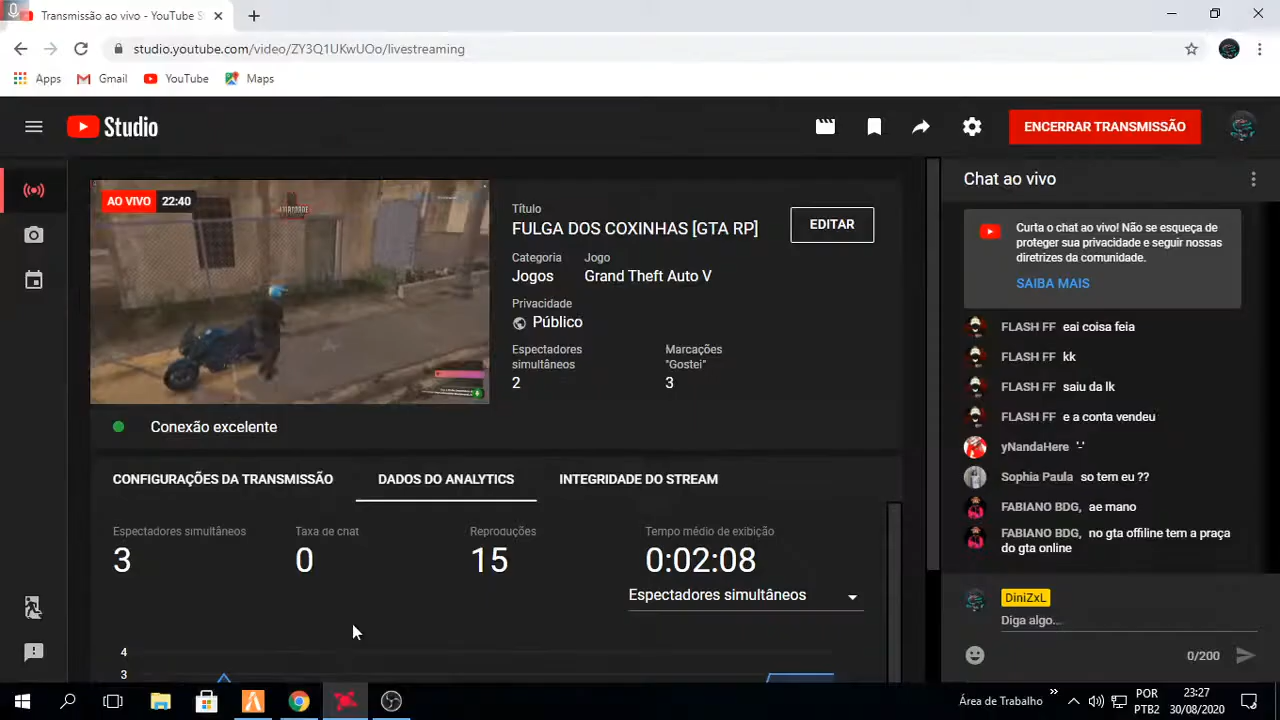 Transmissão ao vivo - YouTube S
studio.youtube.com/video/ZY3Q1UKwUOo/livestreaming
Apps Gmail YouTube Maps
Studio
ENCERRAR TRANSMISSÃO
AO VIVO 22:40
Título
FULGA DOS COXINHAS [GTA RP]
EDITAR
Categoria Jogo
Jogos Grand Theft Auto V
Privacidade
Público
Espectadores simultâneos
2
Marcações "Gostei"
3
Conexão excelente
CONFIGURAÇÕES DA TRANSMISSÃO DADOS DO ANALYTICS INTEGRIDADE DO STREAM
Espectadores simultâneos Taxa de chat Reproduções Tempo médio de exibição
3 0 15 0:02:08
Espectadores simultâneos
4
3
Chat ao vivo
Curta o chat ao vivo! Não se esqueça de
proteger sua privacidade e seguir nossas
diretrizes da comunidade.
SAIBA MAIS
FLASH FF eai coisa feia
FLASH FF kk
FLASH FF saiu da lk
FLASH FF e a conta vendeu
yNandaHere '-'
Sophia Paula so tem eu ??
FABIANO BDG, ae mano
FABIANO BDG, no gta offiline tem a praça
do gta online
DiniZxL
Diga algo...
0/200
Área de Trabalho
POR
PTB2
23:27
30/08/2020